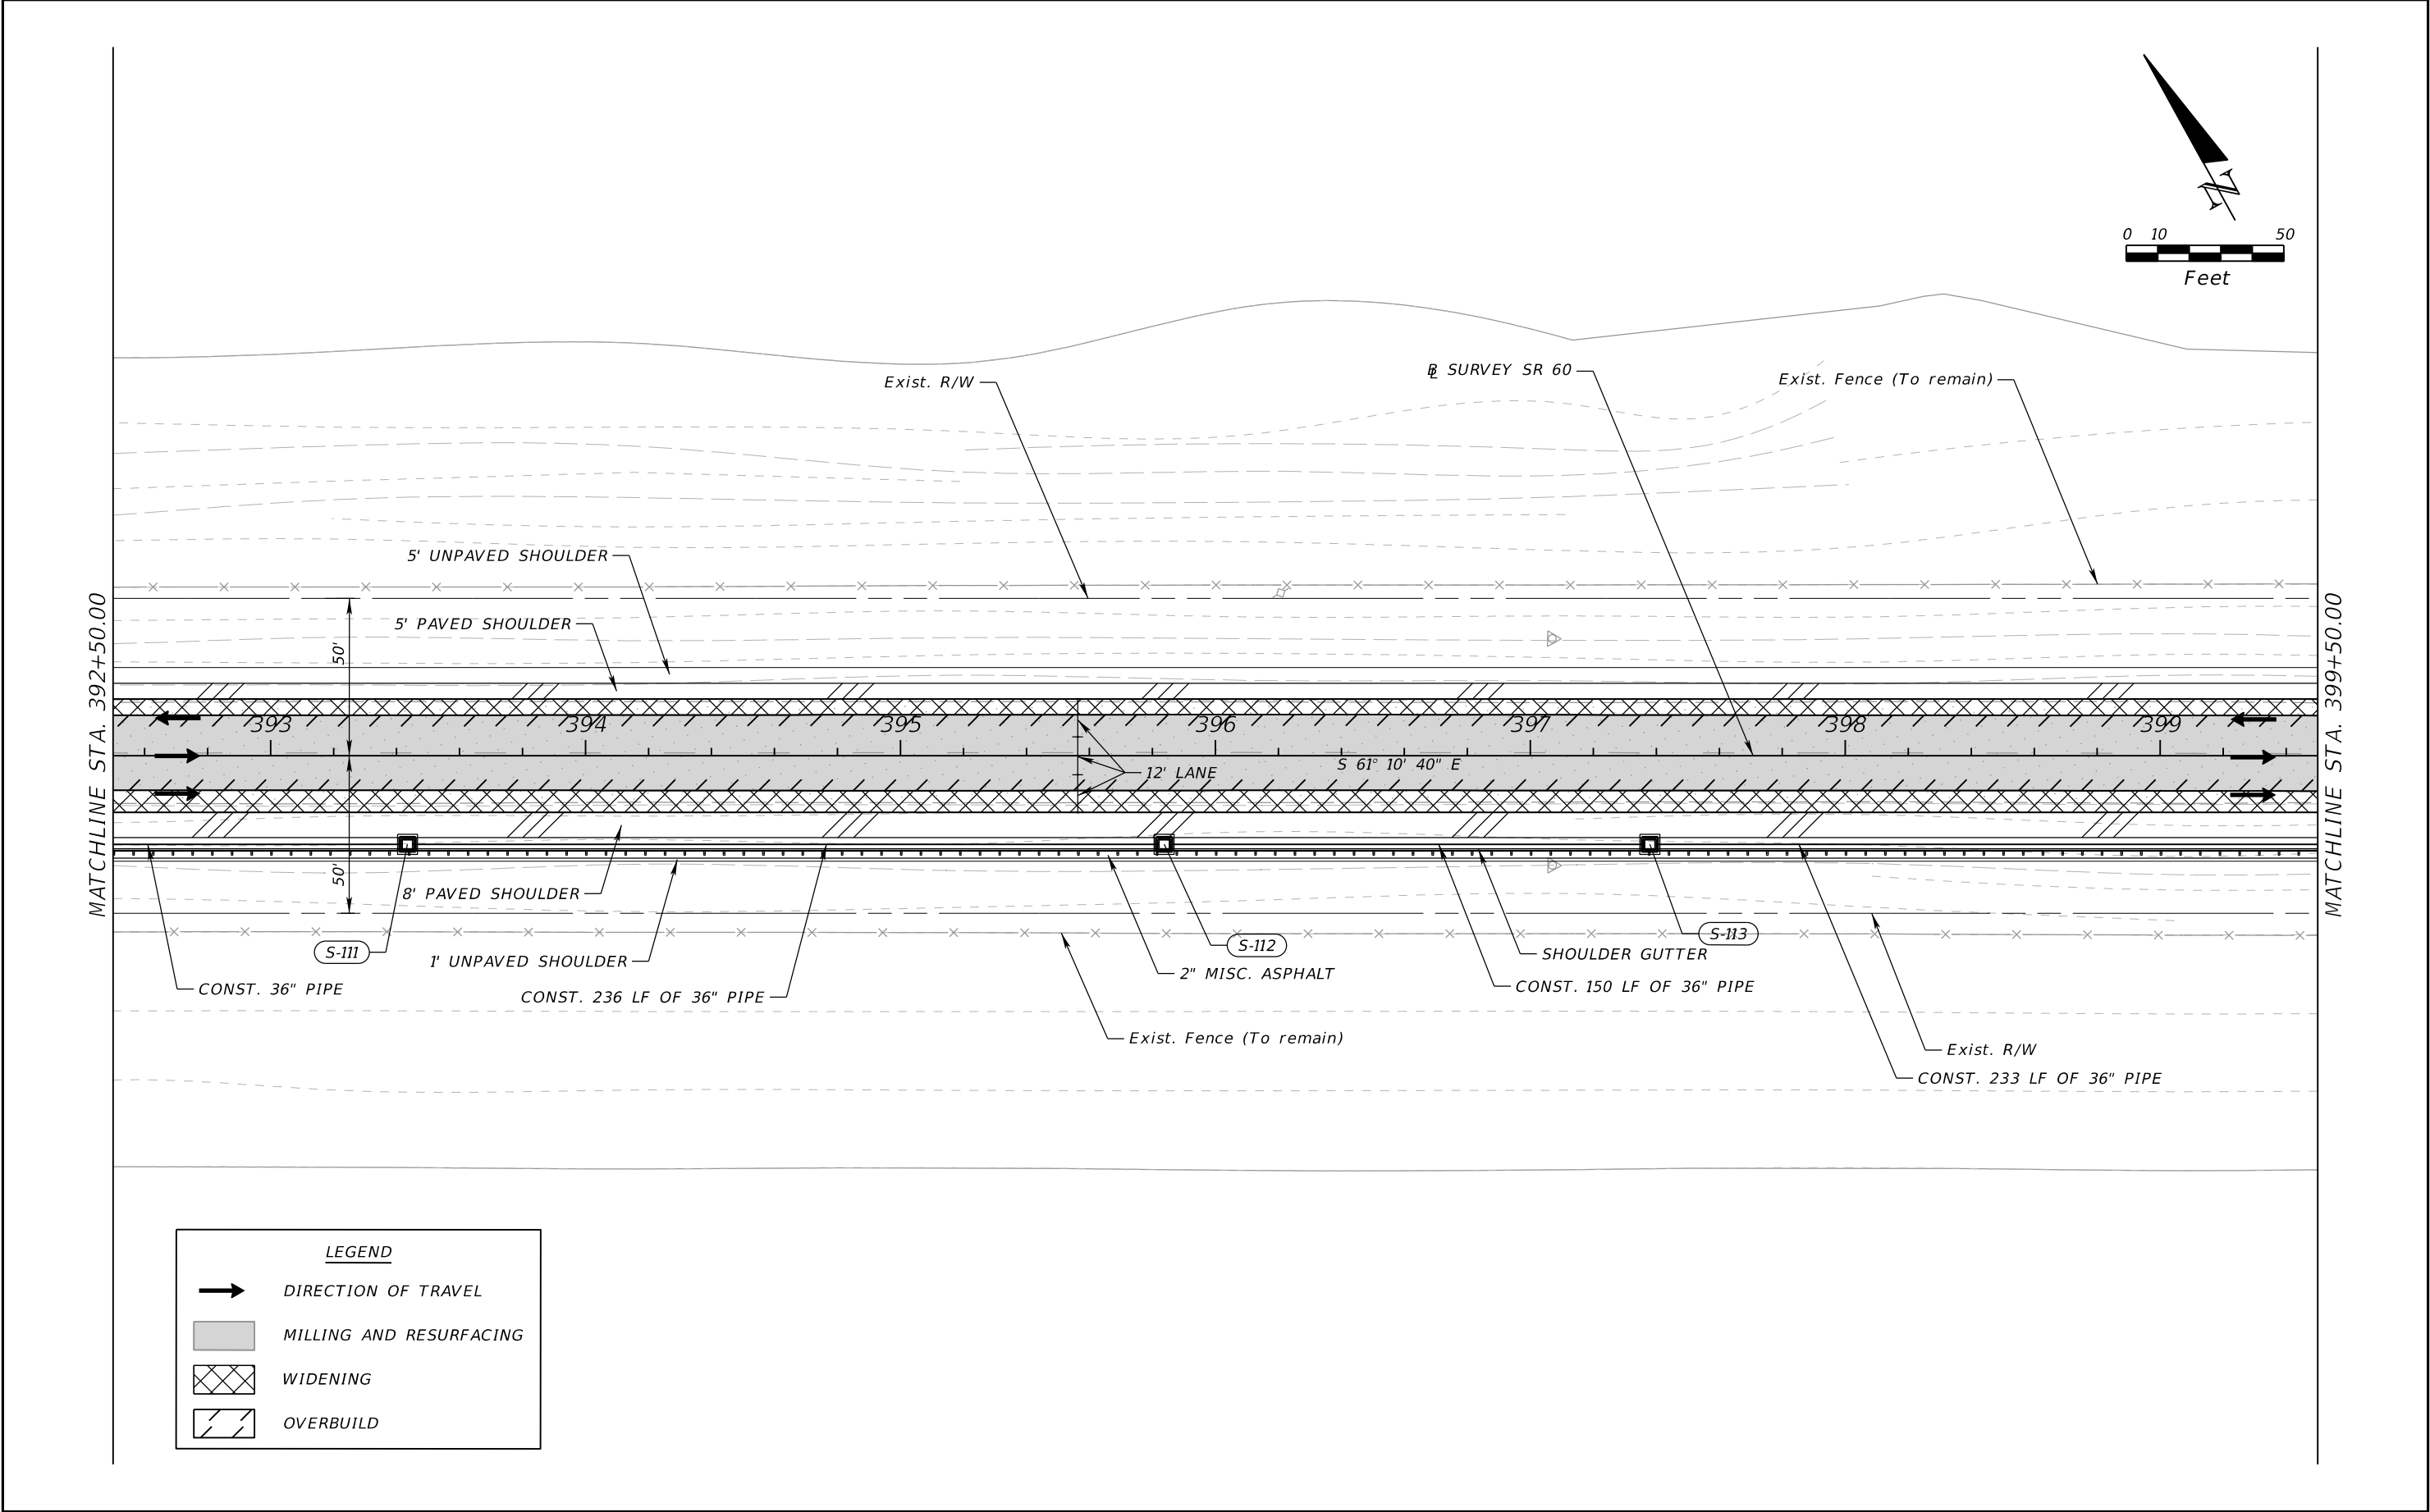 N
0 10 50
Feet
Exist. R/W
BL SURVEY SR 60
Exist. Fence (To remain)
5' UNPAVED SHOULDER
5' PAVED SHOULDER
MATCHLINE STA. 392+50.00
MATCHLINE STA. 399+50.00
50'
393 394 395 396 397 398 399
12' LANE
S 61° 10' 40" E
50'
8' PAVED SHOULDER
S-111
1' UNPAVED SHOULDER
CONST. 36" PIPE
CONST. 236 LF OF 36" PIPE
S-112
2" MISC. ASPHALT
S-113
SHOULDER GUTTER
CONST. 150 LF OF 36" PIPE
Exist. Fence (To remain)
Exist. R/W
CONST. 233 LF OF 36" PIPE
LEGEND
DIRECTION OF TRAVEL
MILLING AND RESURFACING
WIDENING
OVERBUILD